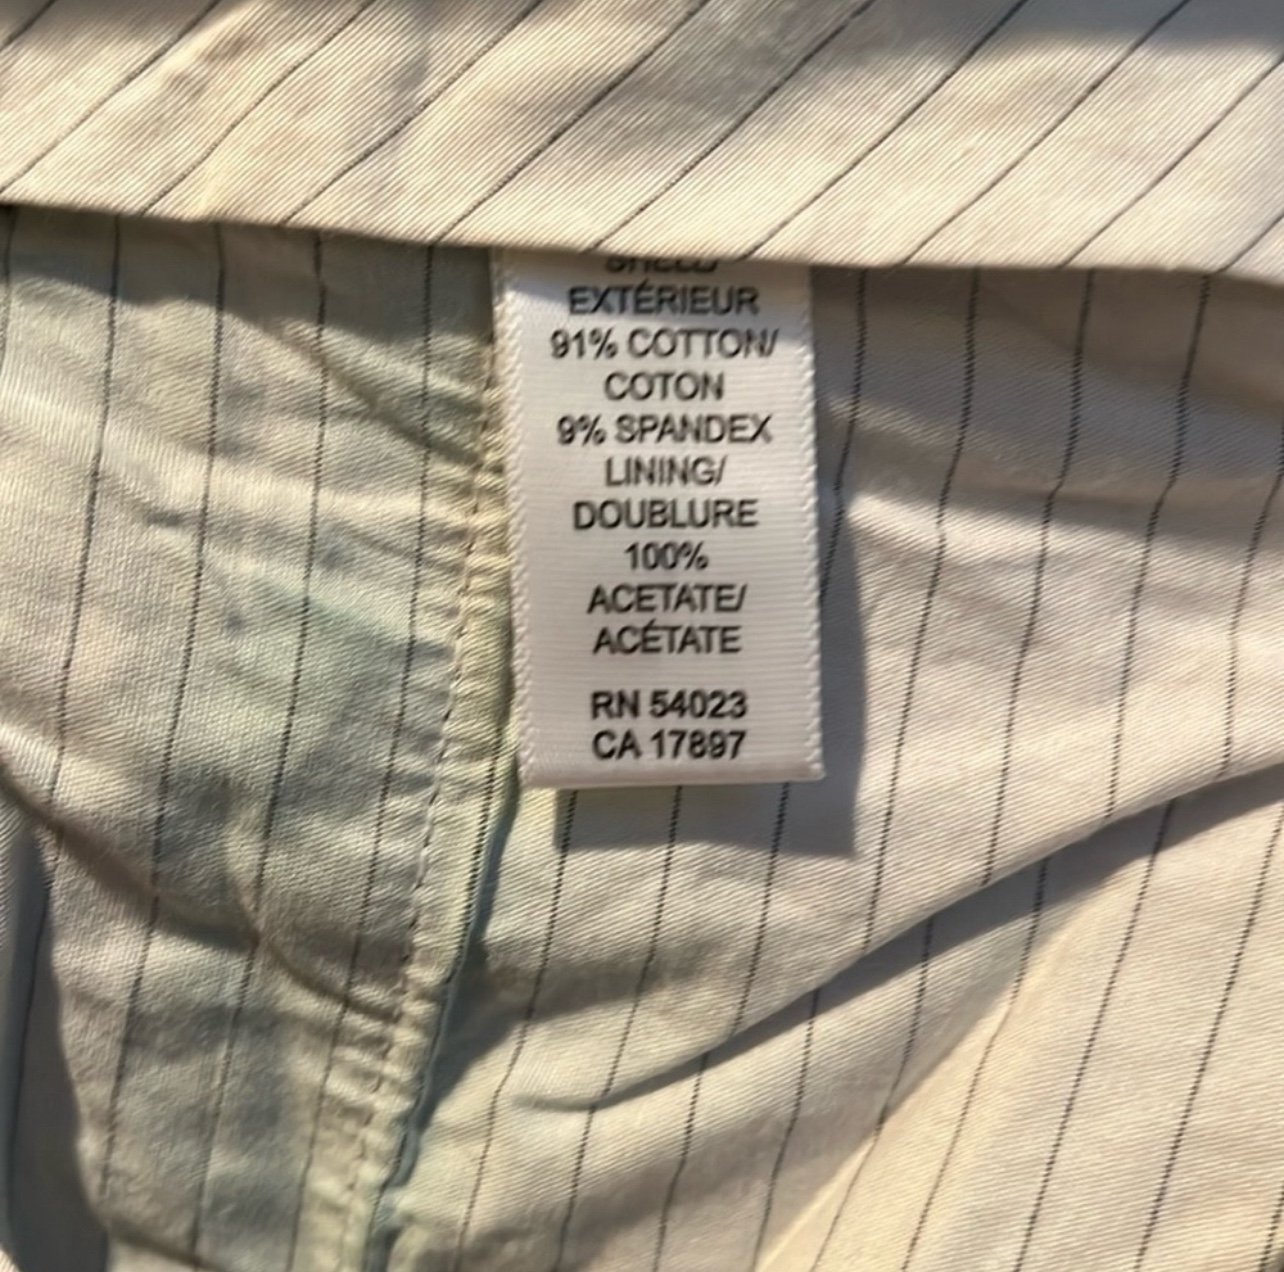 EXTÉRIEUR
91% COTTON/
COTON
9% SPANDEX
LINING/
DOUBLURE
100%
ACETATE/
ACÉTATE
RN 54023
CA 17897